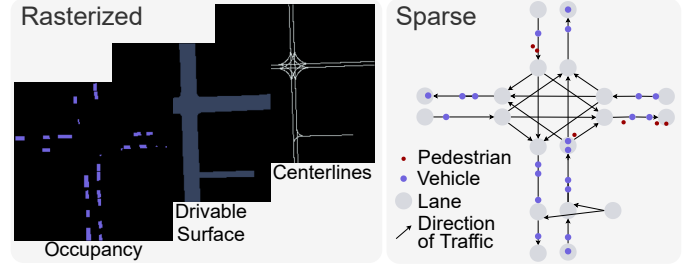 Rasterized
Occupancy
Drivable
Surface
Centerlines
Sparse
Pedestrian
Vehicle
Lane
Direction
of Traffic